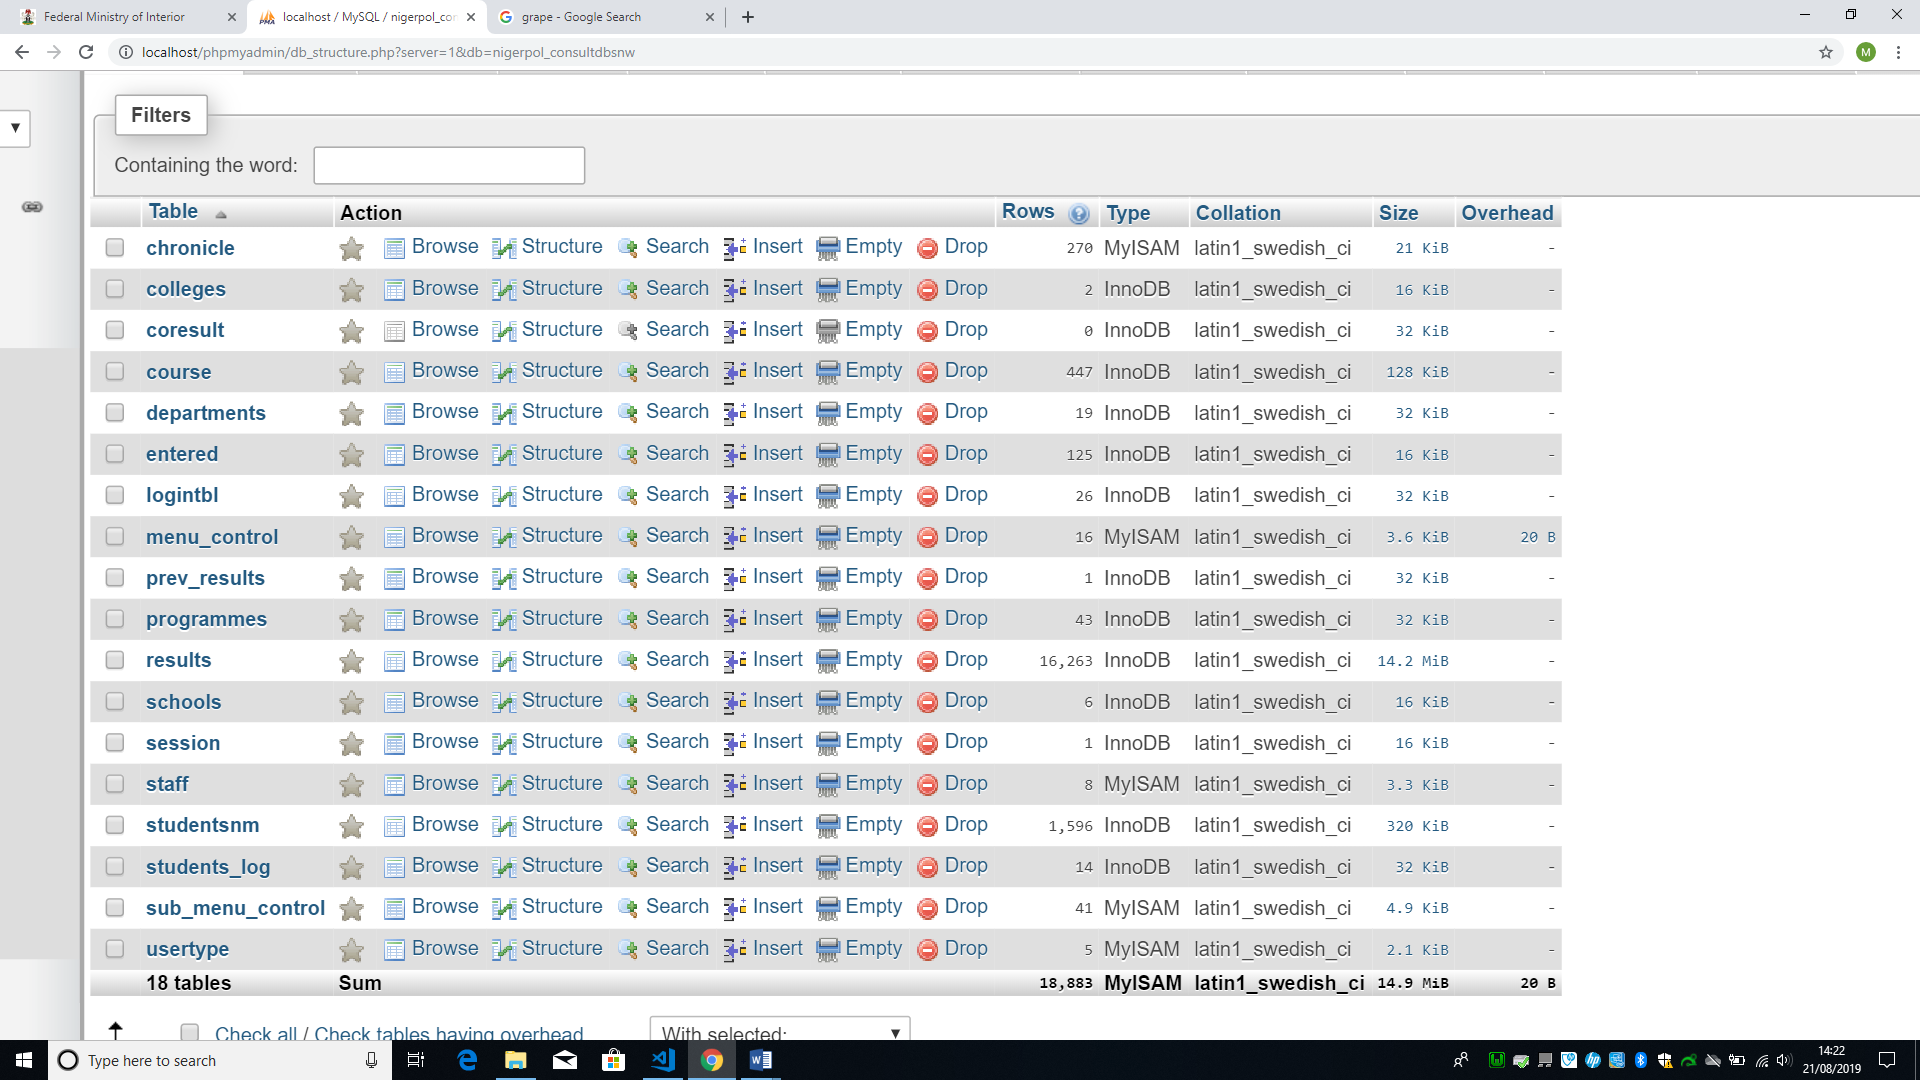 Federal Ministry of Interior
localhost / MySQL / nigerpol_con
grape - Google Search
localhost/phpmyadmin/db_structure.php?server=1&db=nigerpol_consultdbsnw
M
Filters
Containing the word:
Table Action Rows Type Collation Size Overhead
chronicle Browse Structure Search Insert Empty Drop 270 MyISAM latin1_swedish_ci 21 KiB -
colleges Browse Structure Search Insert Empty Drop 2 InnoDB latin1_swedish_ci 16 KiB -
coresult Browse Structure Search Insert Empty Drop 0 InnoDB latin1_swedish_ci 32 KiB -
course Browse Structure Search Insert Empty Drop 447 InnoDB latin1_swedish_ci 128 KiB -
departments Browse Structure Search Insert Empty Drop 19 InnoDB latin1_swedish_ci 32 KiB -
entered Browse Structure Search Insert Empty Drop 125 InnoDB latin1_swedish_ci 16 KiB -
logintbl Browse Structure Search Insert Empty Drop 26 InnoDB latin1_swedish_ci 32 KiB -
menu_control Browse Structure Search Insert Empty Drop 16 MyISAM latin1_swedish_ci 3.6 KiB 20 B
prev_results Browse Structure Search Insert Empty Drop 1 InnoDB latin1_swedish_ci 32 KiB -
programmes Browse Structure Search Insert Empty Drop 43 InnoDB latin1_swedish_ci 32 KiB -
results Browse Structure Search Insert Empty Drop 16,263 InnoDB latin1_swedish_ci 14.2 MiB -
schools Browse Structure Search Insert Empty Drop 6 InnoDB latin1_swedish_ci 16 KiB -
session Browse Structure Search Insert Empty Drop 1 InnoDB latin1_swedish_ci 16 KiB -
staff Browse Structure Search Insert Empty Drop 8 MyISAM latin1_swedish_ci 3.3 KiB -
studentsnm Browse Structure Search Insert Empty Drop 1,596 InnoDB latin1_swedish_ci 320 KiB -
students_log Browse Structure Search Insert Empty Drop 14 InnoDB latin1_swedish_ci 32 KiB -
sub_menu_control Browse Structure Search Insert Empty Drop 41 MyISAM latin1_swedish_ci 4.9 KiB -
usertype Browse Structure Search Insert Empty Drop 5 MyISAM latin1_swedish_ci 2.1 KiB -
18 tables Sum 18,883 MyISAM latin1_swedish_ci 14.9 MiB 20 B
Check all / Check tables having overhead With selected:
Type here to search
14:22
21/08/2019